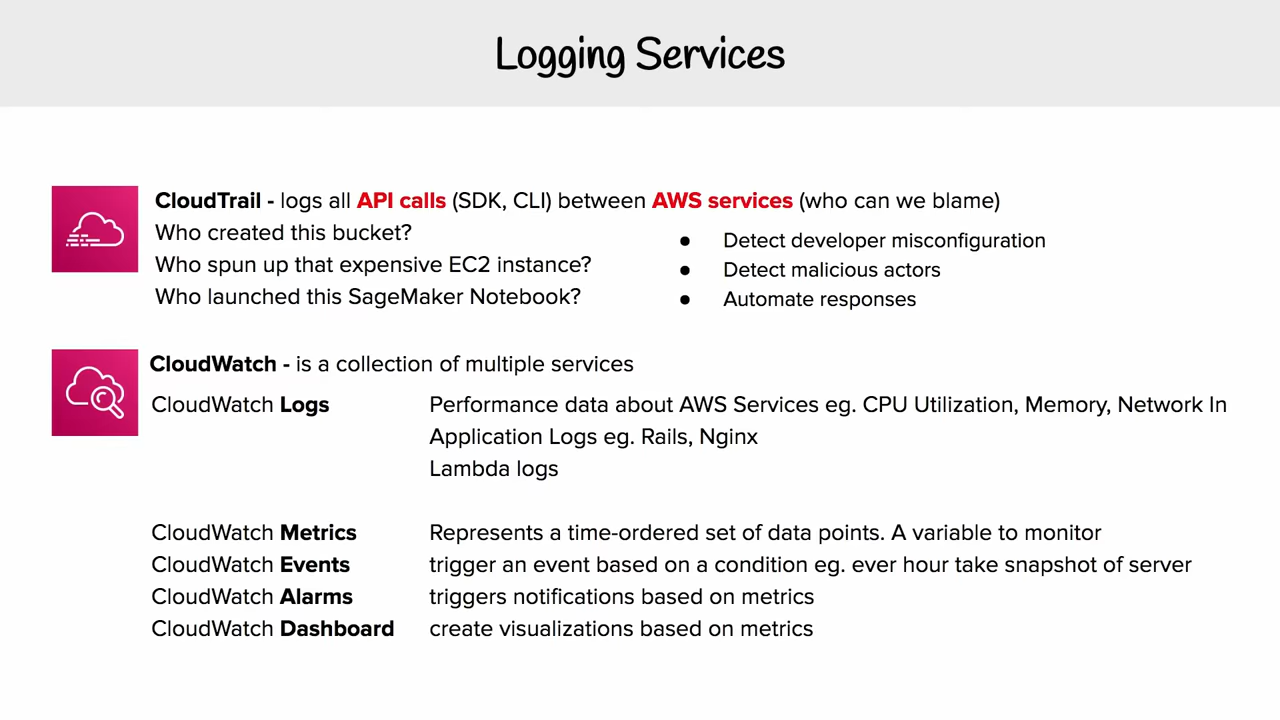 Logging Services
CloudTrail - logs all API calls (SDK, CLI) between AWS services (who can we blame)
Who created this bucket?
Who spun up that expensive EC2 instance?
Who launched this SageMaker Notebook?
● Detect developer misconfiguration
● Detect malicious actors
● Automate responses
CloudWatch - is a collection of multiple services
CloudWatch Logs Performance data about AWS Services eg. CPU Utilization, Memory, Network In
Application Logs eg. Rails, Nginx
Lambda logs
CloudWatch Metrics Represents a time-ordered set of data points. A variable to monitor
CloudWatch Events trigger an event based on a condition eg. ever hour take snapshot of server
CloudWatch Alarms triggers notifications based on metrics
CloudWatch Dashboard create visualizations based on metrics